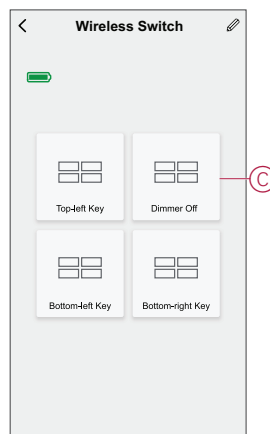 Wireless Switch
Top-left Key
Dimmer Off
C
Bottom-left Key
Bottom-right Key